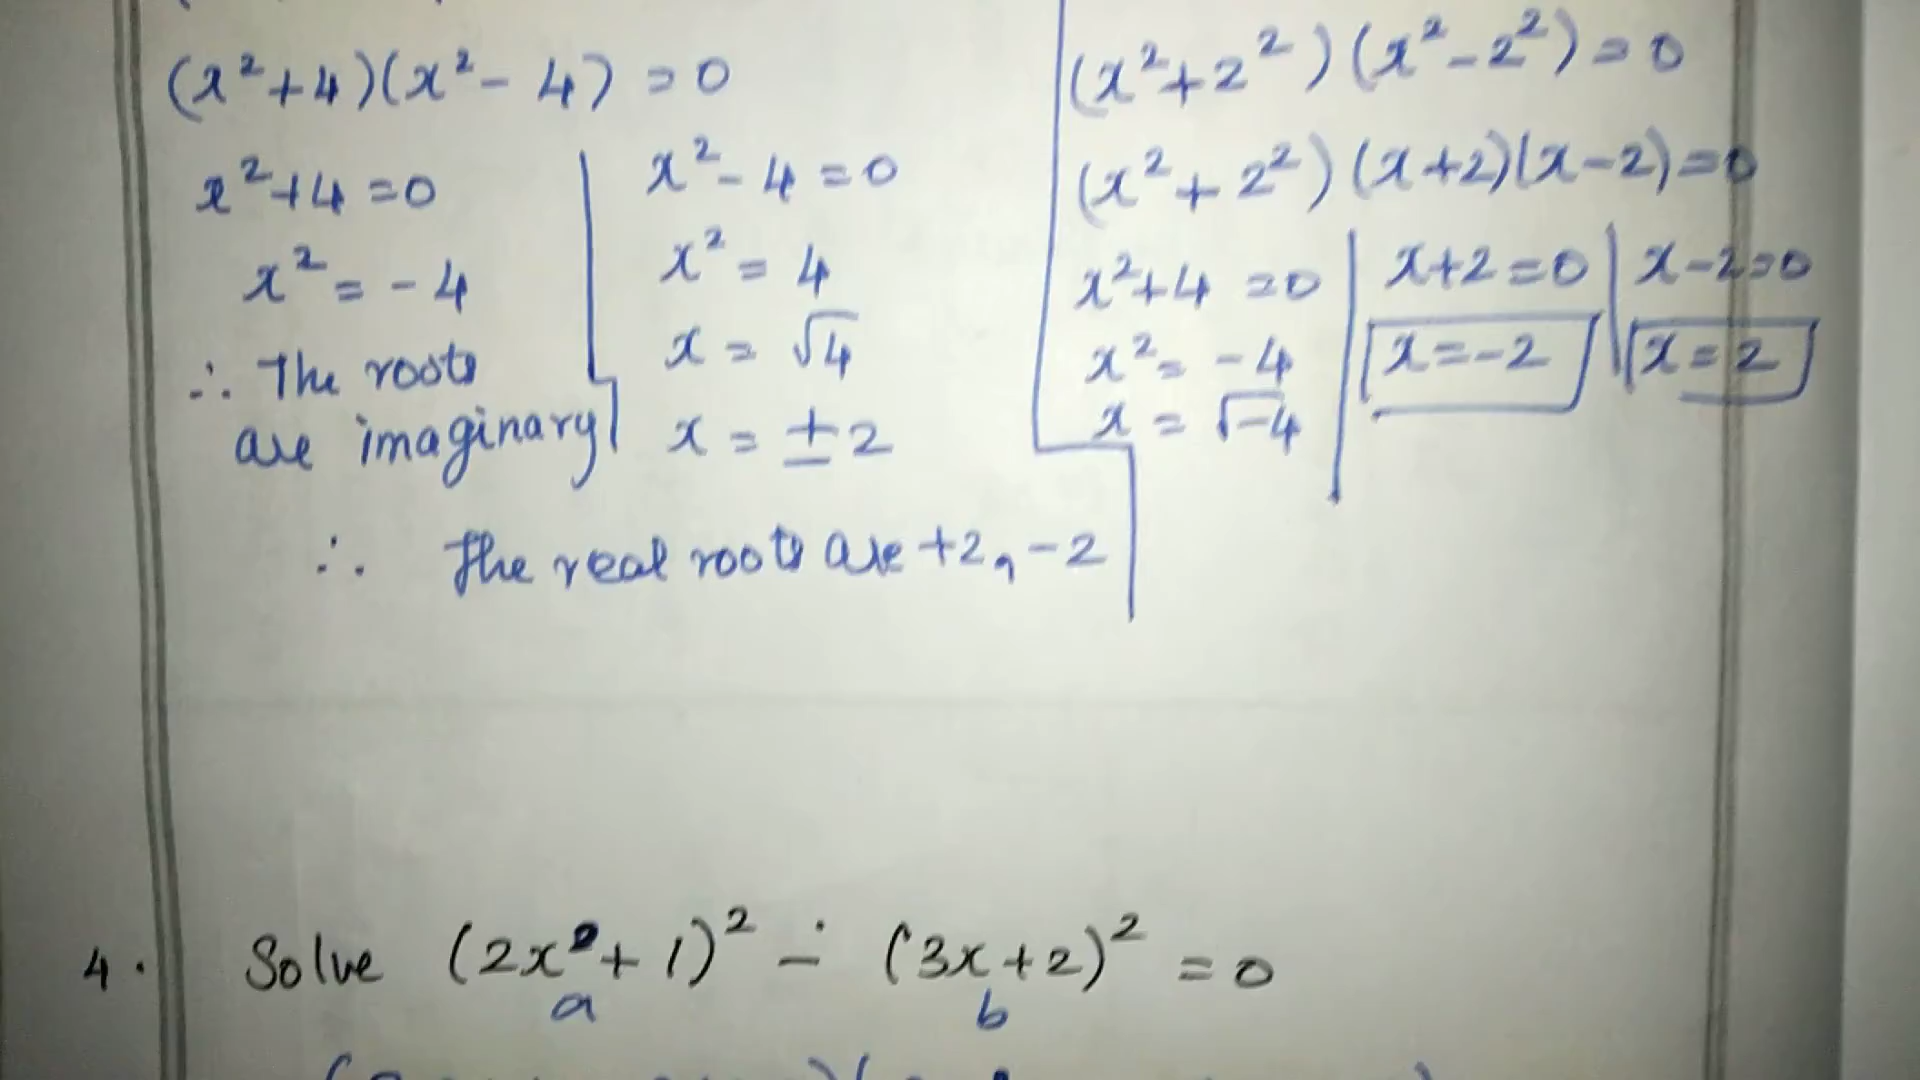 (x²+4)(x²-4) = 0
x²+4 = 0
x² = -4
∴ The roots
are imaginary
x² - 4 = 0
x² = 4
x = √4
x = ± 2
∴ The real roots are +2, -2
(x²+2²)(x²-2²) = 0
(x²+2²)(x+2)(x-2) = 0
x²+4 = 0
x² = -4
x = √-4
x+2 = 0
x = -2
x-2 = 0
x = 2
4. Solve (2x²+1)² - (3x+2)² = 0
a b